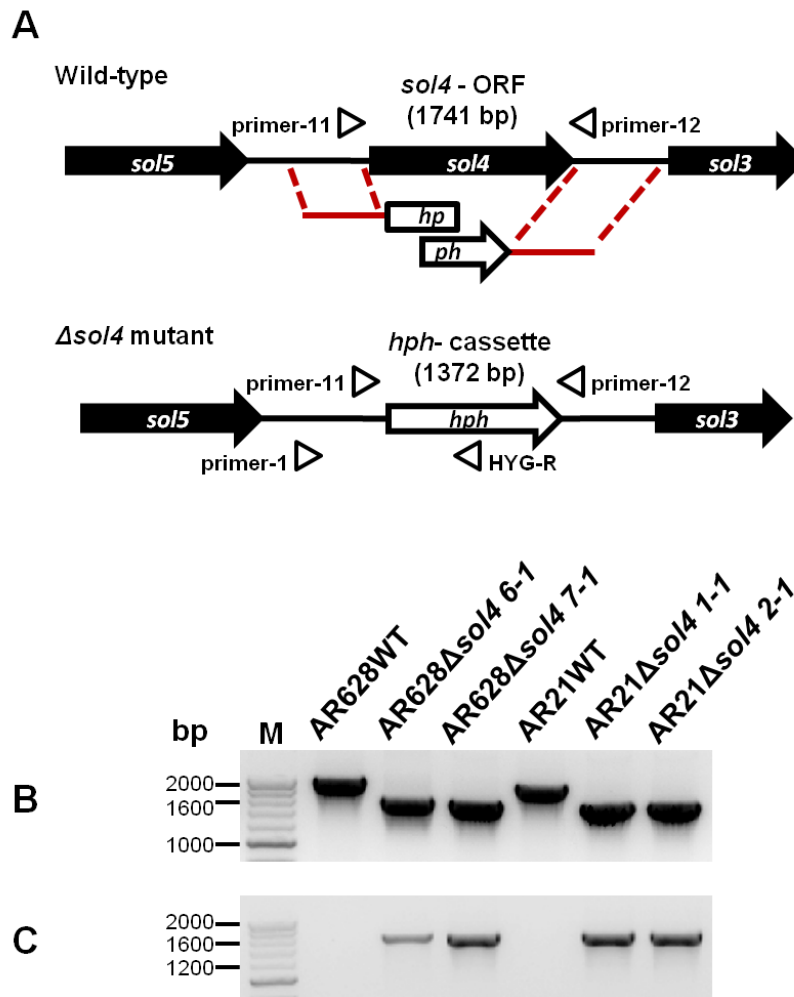 A
Wild-type
sol4 - ORF
(1741 bp)
primer-11
primer-12
sol5
sol4
sol3
hp
ph
Δsol4 mutant
hph- cassette
(1372 bp)
primer-11
primer-12
sol5
hph
sol3
primer-1
HYG-R
bp
M
AR628WT
AR628Δsol4 6-1
AR628Δsol4 7-1
AR21WT
AR21Δsol4 1-1
AR21Δsol4 2-1
B
2000
1600
1000
C
2000
1600
1200